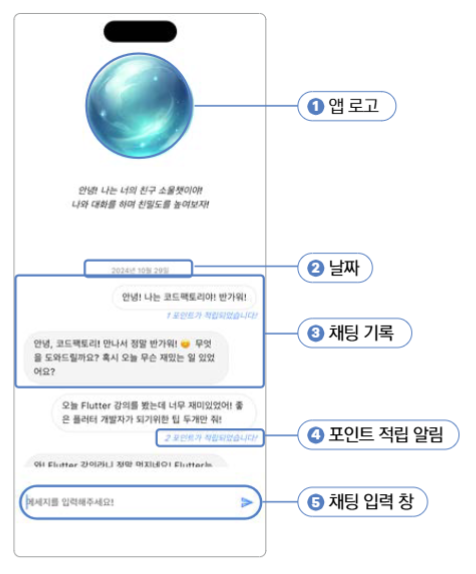 ① 앱 로고
안녕! 나는 너의 친구 소울챗이야!
나와 대화를 하며 친밀도를 높여보자!
2024년 10월 29일
② 날짜
안녕! 나는 코드팩토리야! 반가워!
1 포인트가 적립되었습니다!
③ 채팅 기록
안녕, 코드팩토리! 만나서 정말 반가워! 😊 무엇
을 도와드릴까요? 혹시 오늘 무슨 재밌는 일 있었
어요?
오늘 Flutter 강의를 봤는데 너무 재미있었어! 좋
은 플러터 개발자가 되기위한 팁 두개만 줘!
2 포인트가 적립되었습니다!
④ 포인트 적립 알림
와! Flutter 강의라니 정말 멋지네요! Flutter는
메세지를 입력해주세요!
⑤ 채팅 입력 창